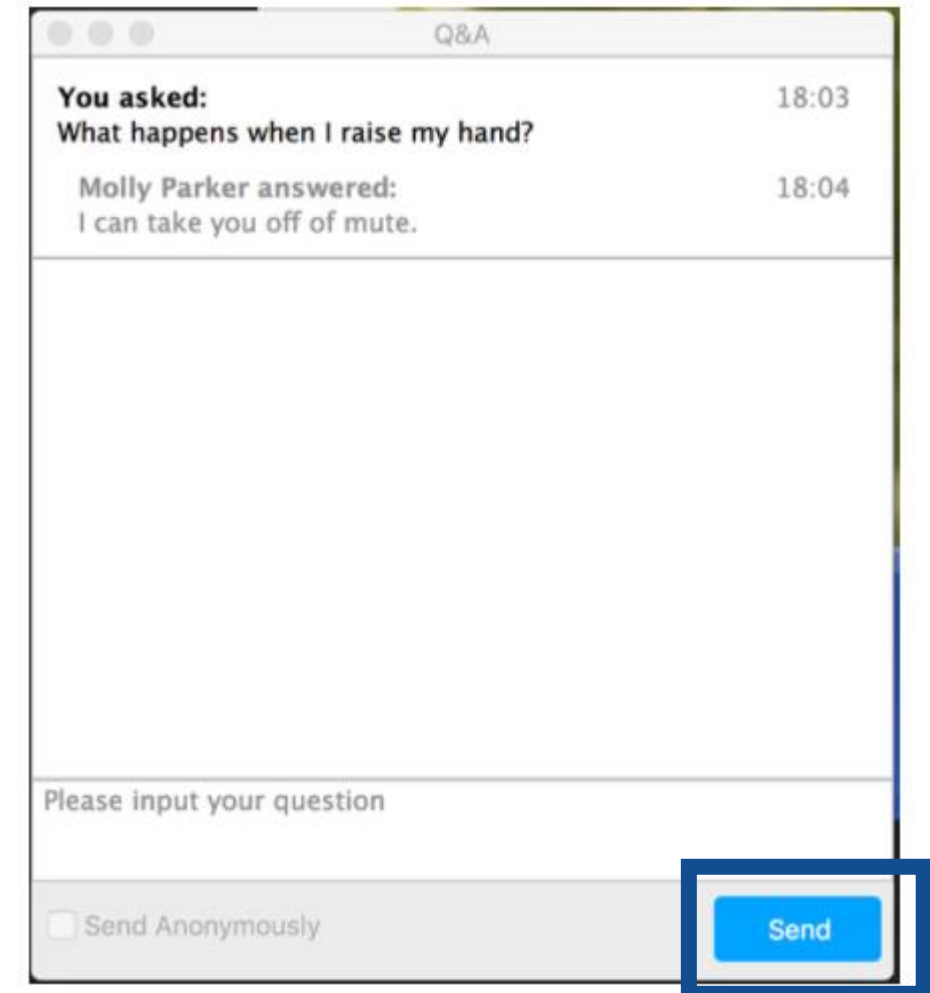 Q&A
You asked: 18:03
What happens when I raise my hand?
Molly Parker answered: 18:04
I can take you off of mute.
Please input your question
Send Anonymously
Send